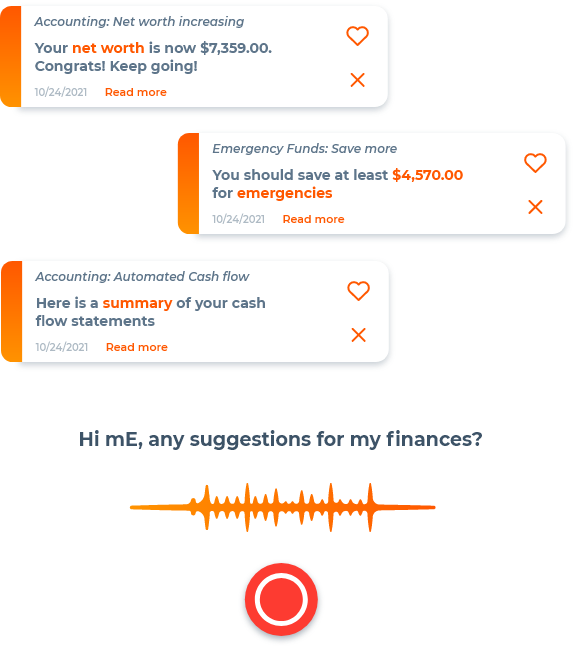 Accounting: Net worth increasing
Your net worth is now $7,359.00.
Congrats! Keep going!
10/24/2021 Read more
Emergency Funds: Save more
You should save at least $4,570.00
for emergencies
10/24/2021 Read more
Accounting: Automated Cash flow
Here is a summary of your cash
flow statements
10/24/2021 Read more
Hi mE, any suggestions for my finances?